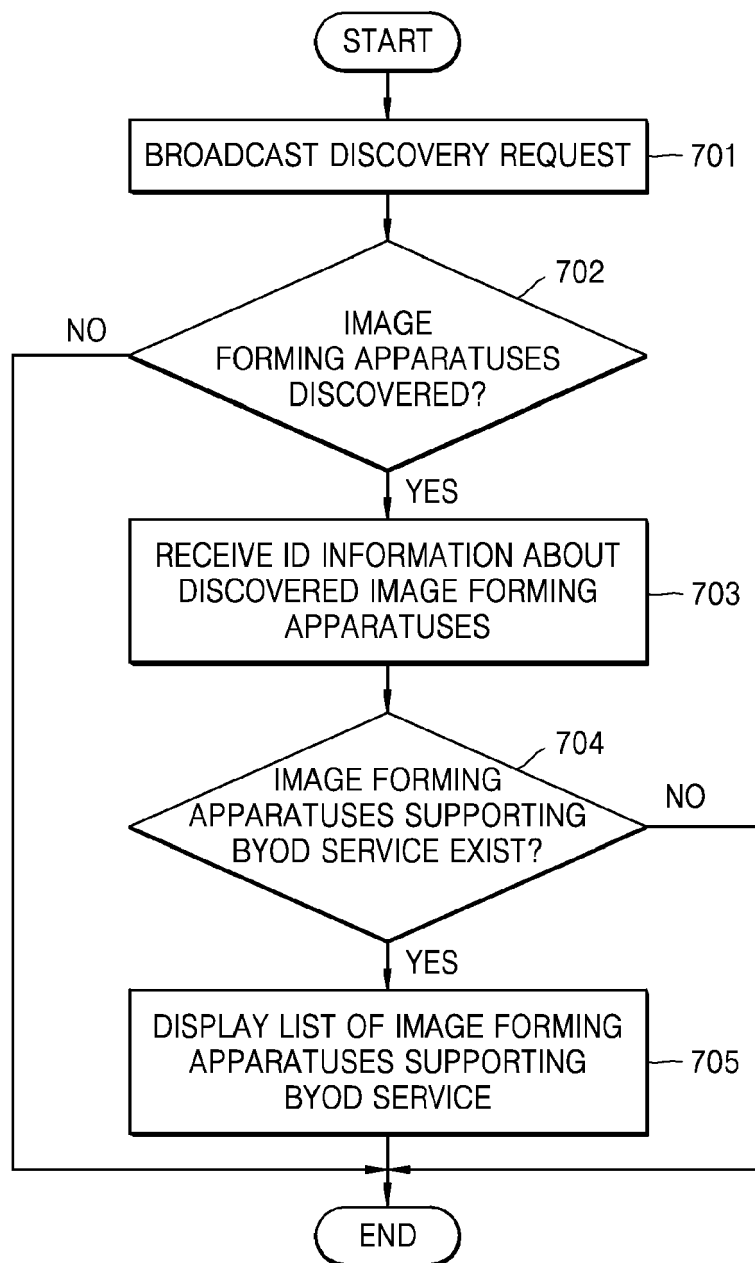 START
BROADCAST DISCOVERY REQUEST
701
702
NO
IMAGE
FORMING APPARATUSES
DISCOVERED?
YES
RECEIVE ID INFORMATION ABOUT
DISCOVERED IMAGE FORMING
APPARATUSES
703
704
IMAGE FORMING
APPARATUSES SUPPORTING
BYOD SERVICE EXIST?
NO
YES
DISPLAY LIST OF IMAGE FORMING
APPARATUSES SUPPORTING
BYOD SERVICE
705
END